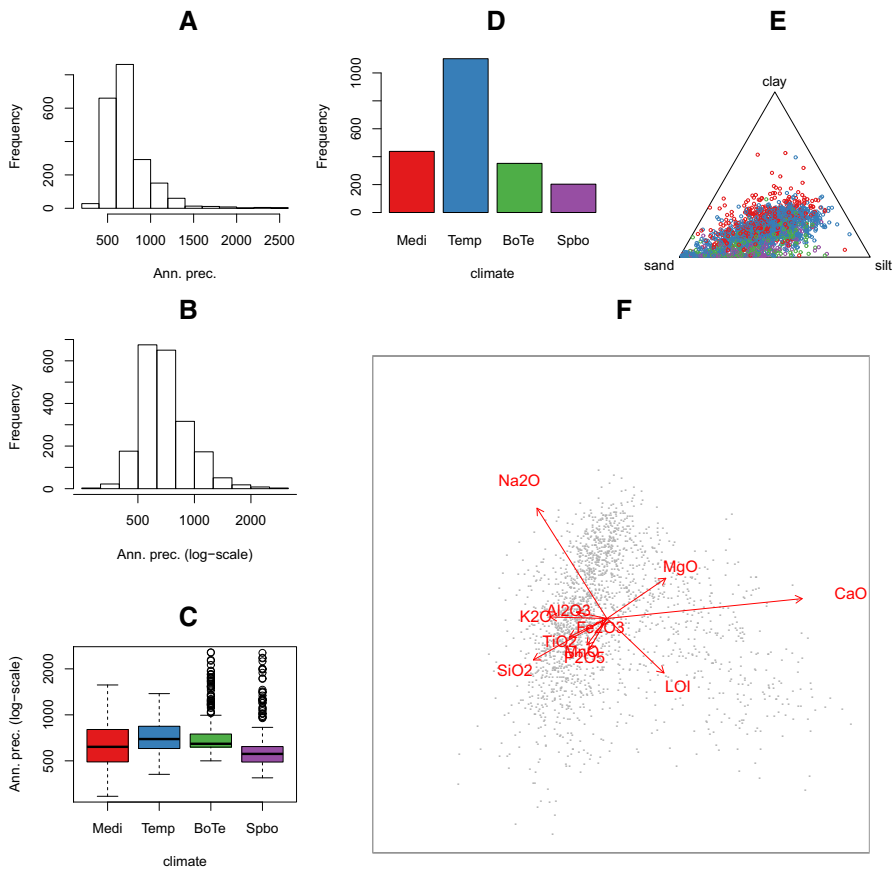 A
Frequency
0
200
600
500
1000
1500
2000
2500
Ann. prec.
B
Frequency
0
200
400
600
500
1000
2000
Ann. prec. (log−scale)
C
Ann. prec. (log−scale)
500
1000
2000
Medi
Temp
BoTe
Spbo
climate
D
Frequency
0
200
600
1000
Medi
Temp
BoTe
Spbo
climate
E
clay
sand
silt
F
Na2O
MgO
CaO
Al2O3
K2O
Fe2O3
TiO2
MnO
P2O5
SiO2
LOI